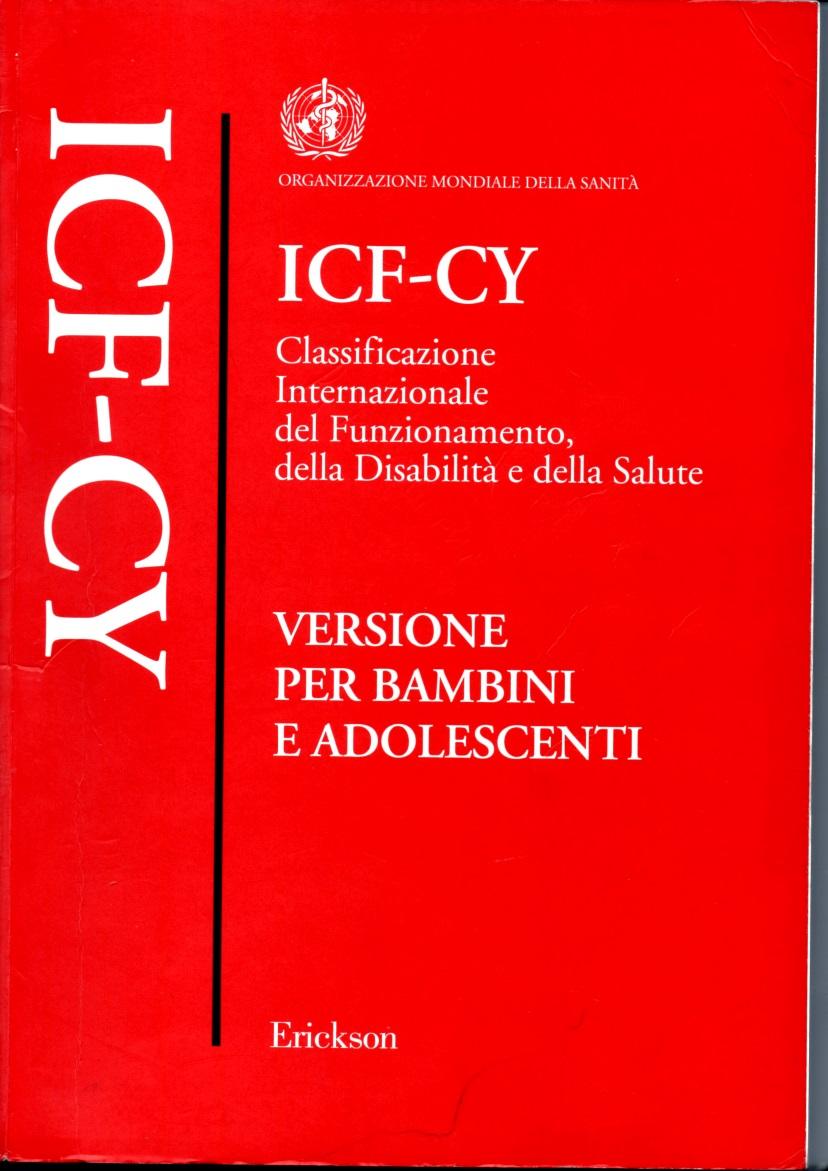 ICF-CY
ORGANIZZAZIONE MONDIALE DELLA SANITÀ
ICF-CY
Classificazione
Internazionale
del Funzionamento,
della Disabilità e della Salute
VERSIONE
PER BAMBINI
E ADOLESCENTI
Erickson